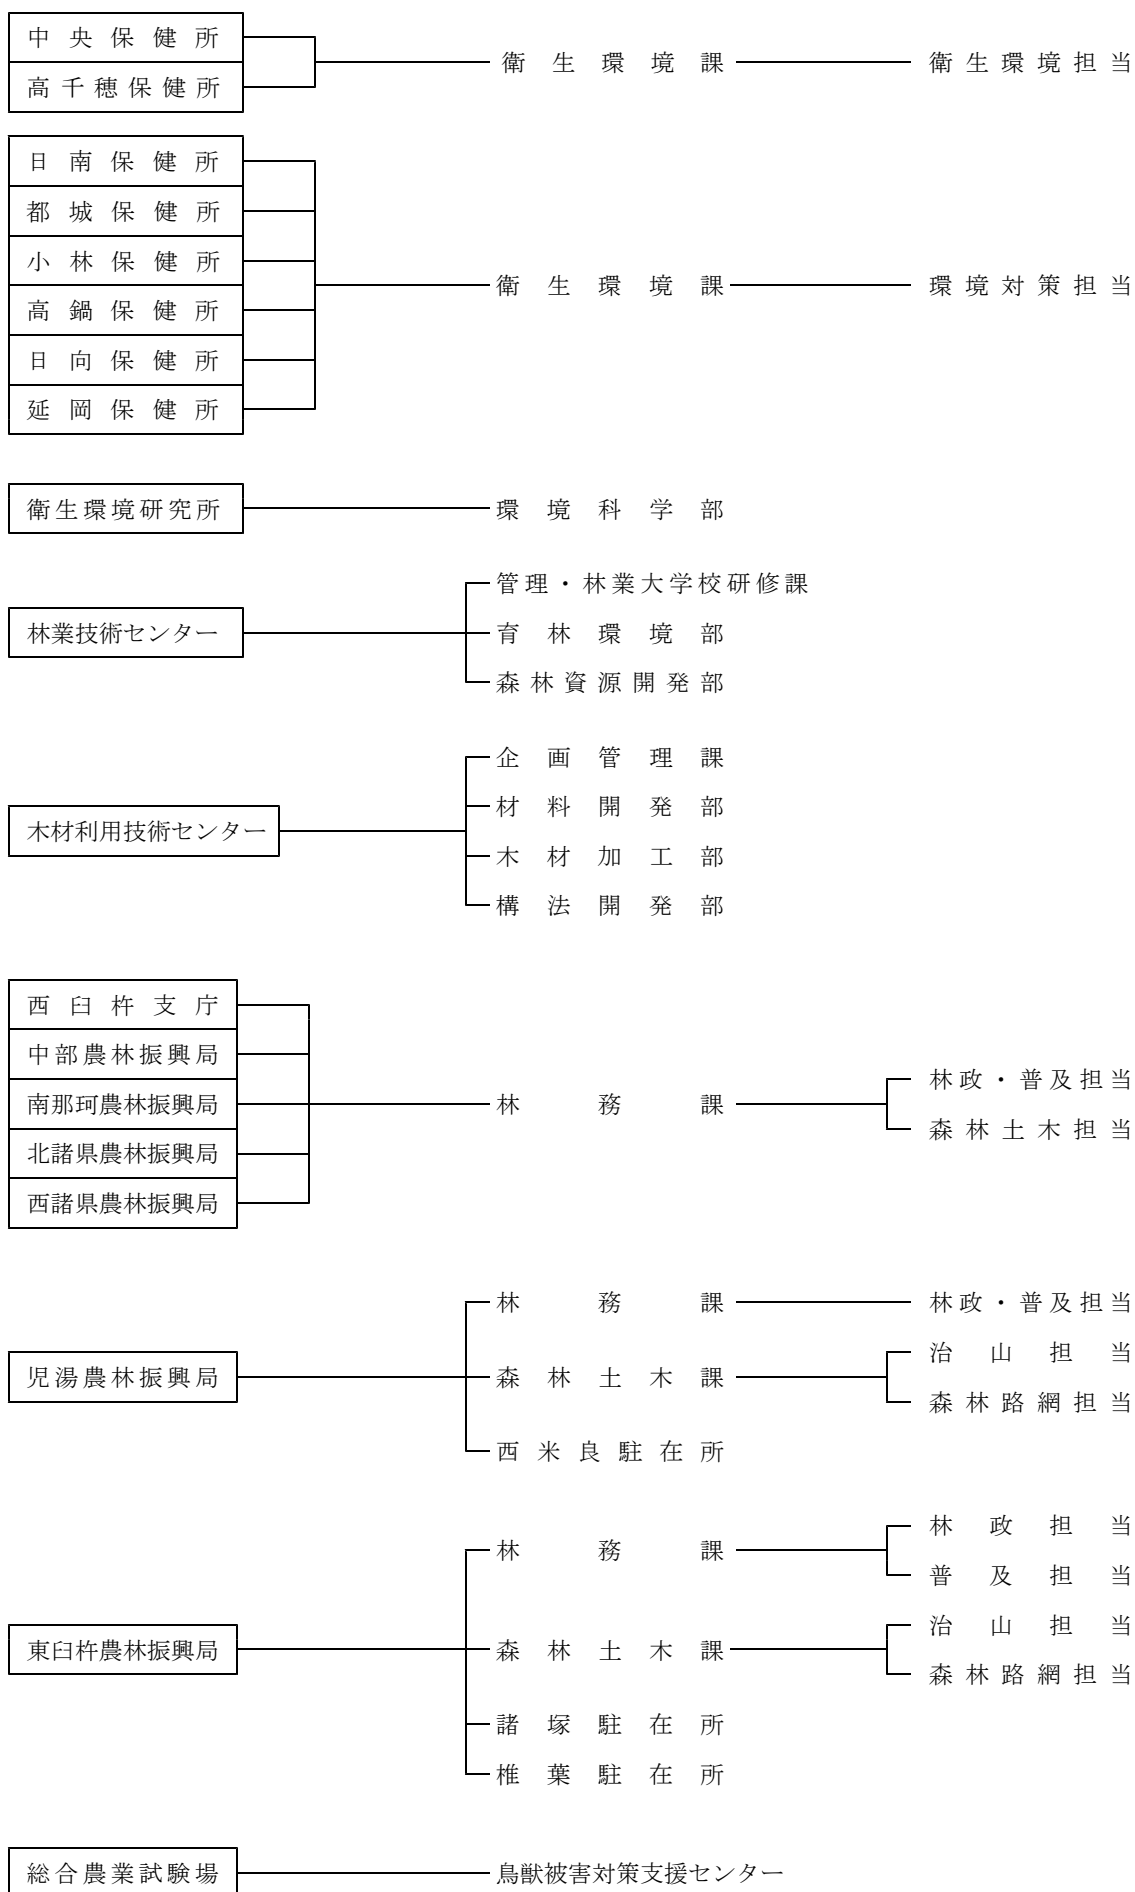 中央保健所
衛生環境課
衛生環境担当
高千穂保健所
日南保健所
都城保健所
小林保健所
高鍋保健所
日向保健所
延岡保健所
衛生環境課
環境対策担当
衛生環境研究所
環境科学部
林業技術センター
管理・林業大学校研修課
育林環境部
森林資源開発部
木材利用技術センター
企画管理課
材料開発部
木材加工部
構法開発部
西臼杵支庁
中部農林振興局
南那珂農林振興局
北諸県農林振興局
西諸県農林振興局
林務課
林政・普及担当
森林土木担当
児湯農林振興局
林務課
林政・普及担当
森林土木課
治山担当
森林路網担当
西米良駐在所
東臼杵農林振興局
林務課
林政担当
普及担当
森林土木課
治山担当
森林路網担当
諸塚駐在所
椎葉駐在所
総合農業試験場
鳥獣被害対策支援センター